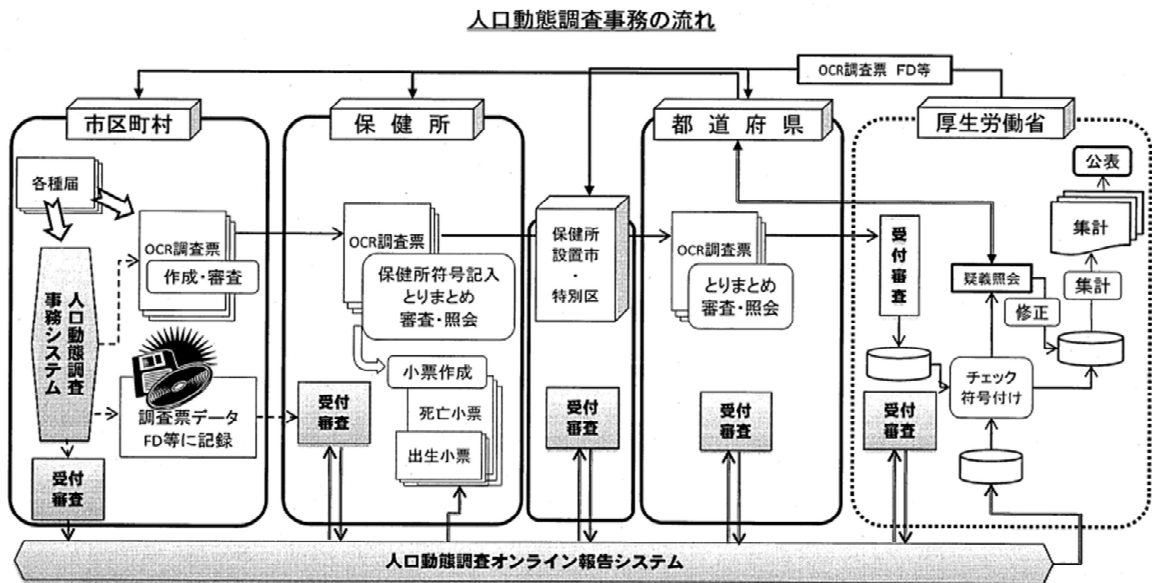 人口動態調査事務の流れ
OCR調査票 FD等
市区町村
保健所
都道府県
厚生労働省
各種届
OCR調査票
作成・審査
人口動態調査
事務システム
調査票データ
FD等に記録
受付
審査
OCR調査票
保健所符号記入
とりまとめ
審査・照会
小票作成
死亡小票
出生小票
受付
審査
保健所
設置市
・
特別区
受付
審査
OCR調査票
とりまとめ
審査・照会
受付
審査
公表
集計
集計
受付審査
疑義照会
修正
チェック
符号付け
受付
審査
人口動態調査オンライン報告システム